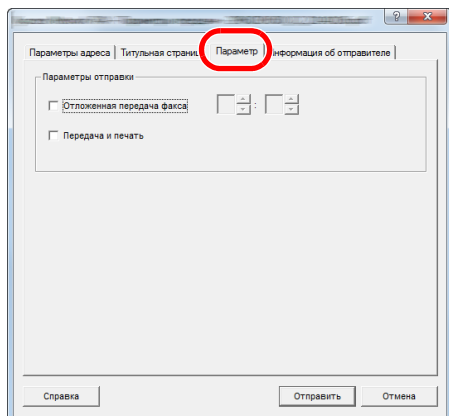 Параметры адреса Титульная страниц Параметр нформация об отправителе
Параметры отправки
Отложенная передача факса :
Передача и печать
Справка Отправить Отмена